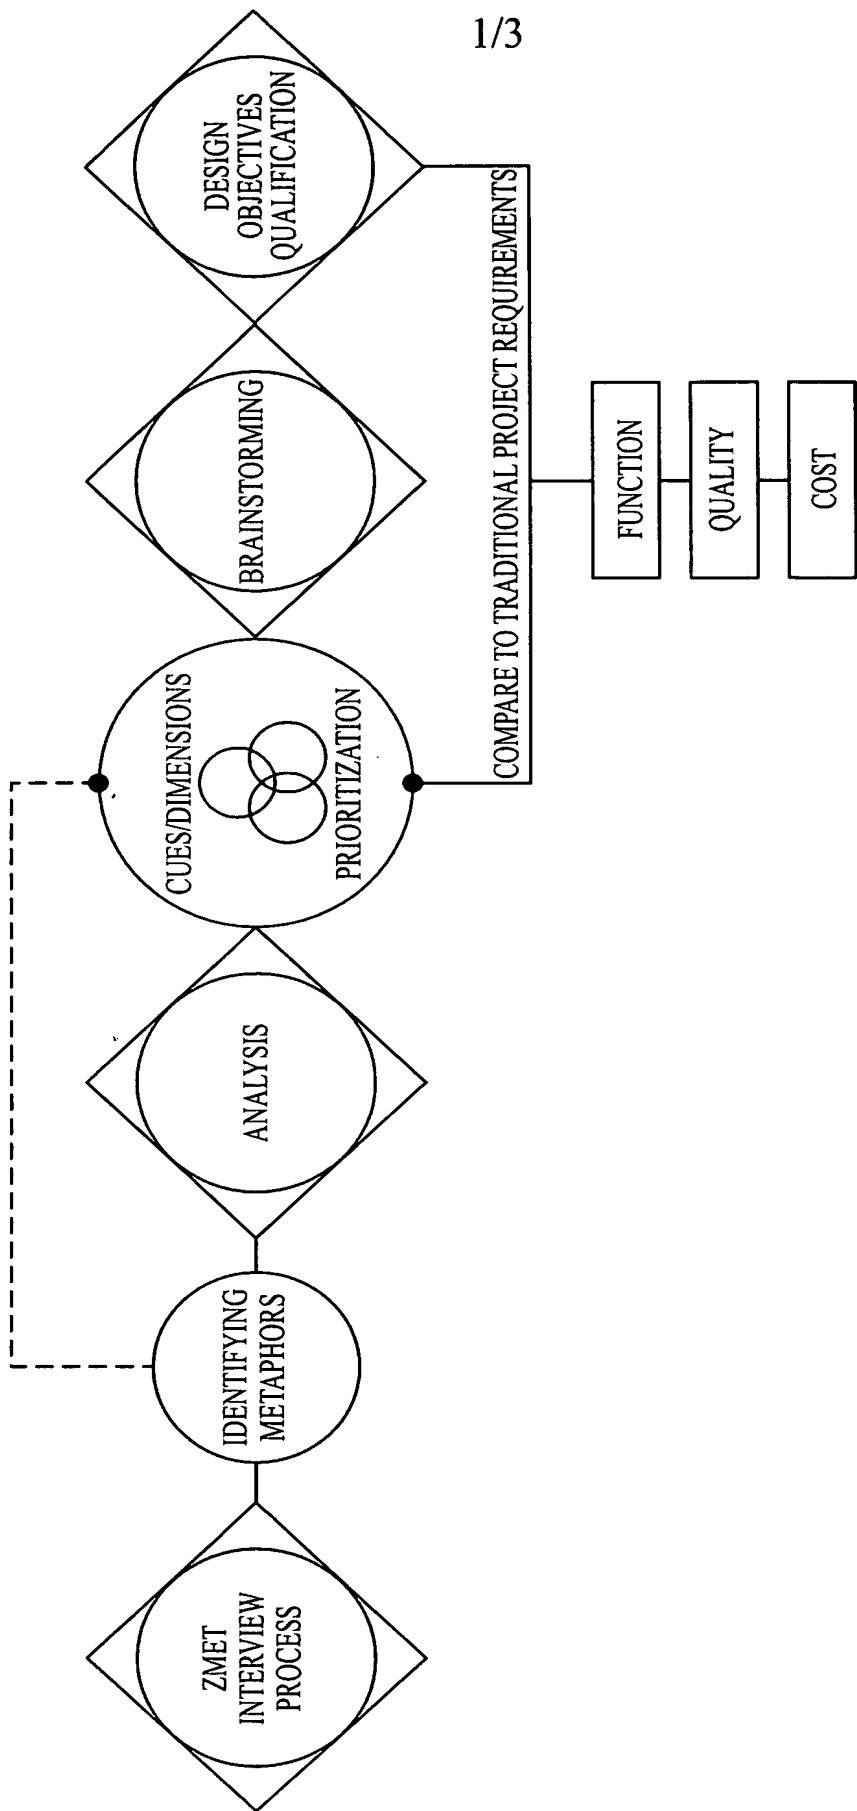 1/3
ZMET
INTERVIEW
PROCESS
IDENTIFYING
METAPHORS
ANALYSIS
CUES/DIMENSIONS
PRIORITIZATION
BRAINSTORMING
DESIGN
OBJECTIVES
QUALIFICATION
COMPARE TO TRADITIONAL PROJECT REQUIREMENTS
FUNCTION
QUALITY
COST